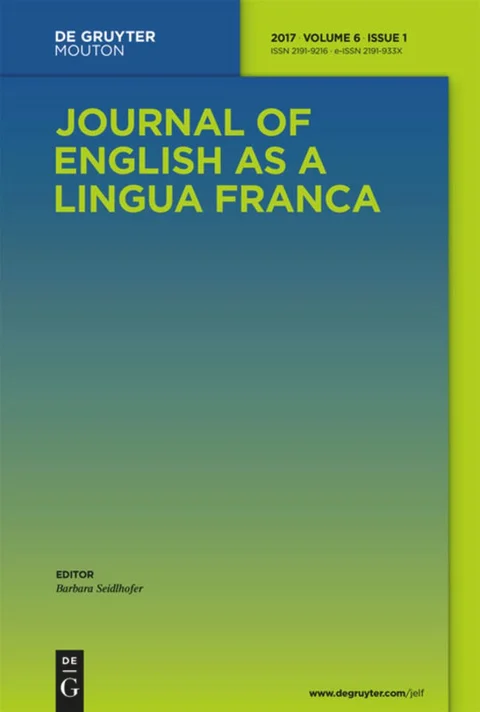 DE GRUYTER
MOUTON
2017 · VOLUME 6 · ISSUE 1
ISSN 2191-9216 · e-ISSN 2191-933X
JOURNAL OF
ENGLISH AS A
LINGUA FRANCA
EDITOR
Barbara Seidlhofer
DE
G
www.degruyter.com/jelf